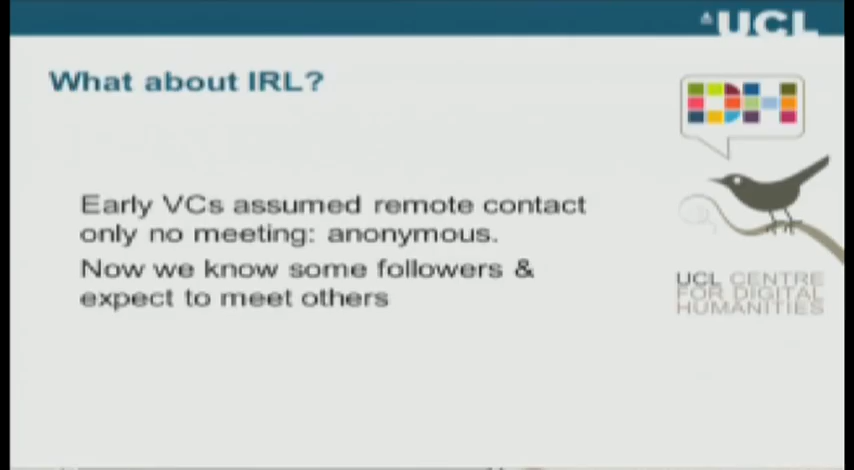 UCL
What about IRL?
DH
Early VCs assumed remote contact
only no meeting: anonymous.
Now we know some followers &
expect to meet others
UCL CENTRE
FOR DIGITAL
HUMANITIES